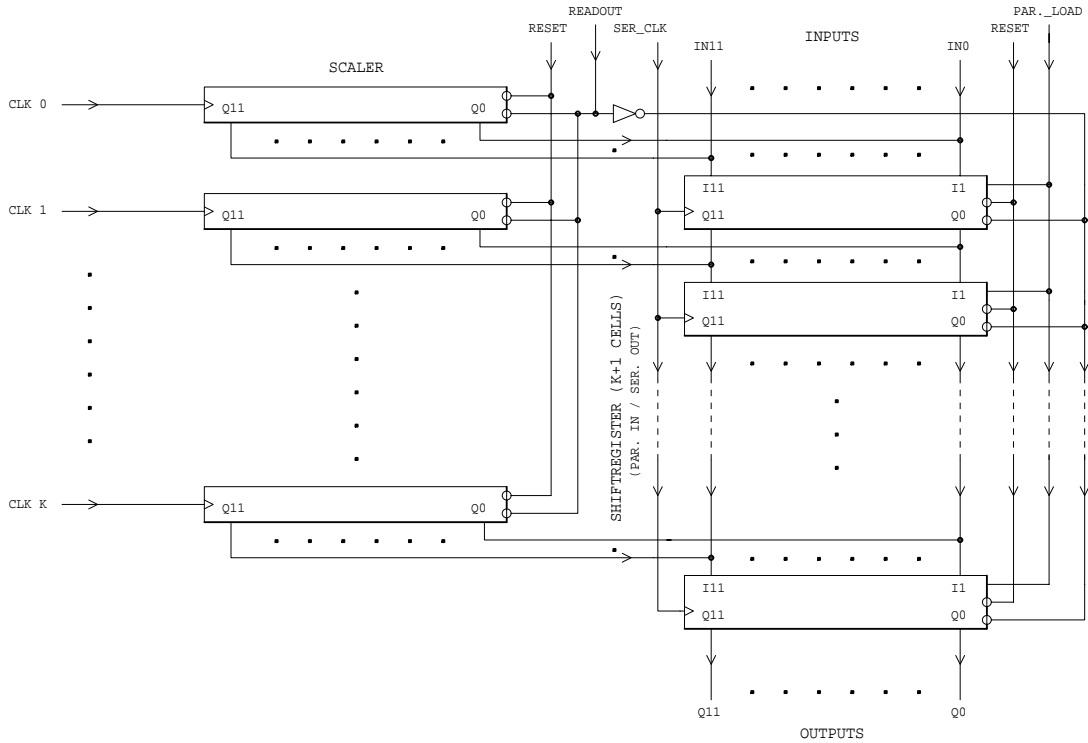 READOUT
PAR._LOAD
RESET
SER_CLK
RESET
INPUTS
IN11
IN0
SCALER
CLK 0
Q11
Q0
I11
I1
CLK 1
Q11
Q0
Q11
Q0
I11
I1
Q11
Q0
SHIFTREGISTER (K+1 CELLS)
(PAR. IN / SER. OUT)
CLK K
Q11
Q0
I11
I1
Q11
Q0
Q11
Q0
OUTPUTS